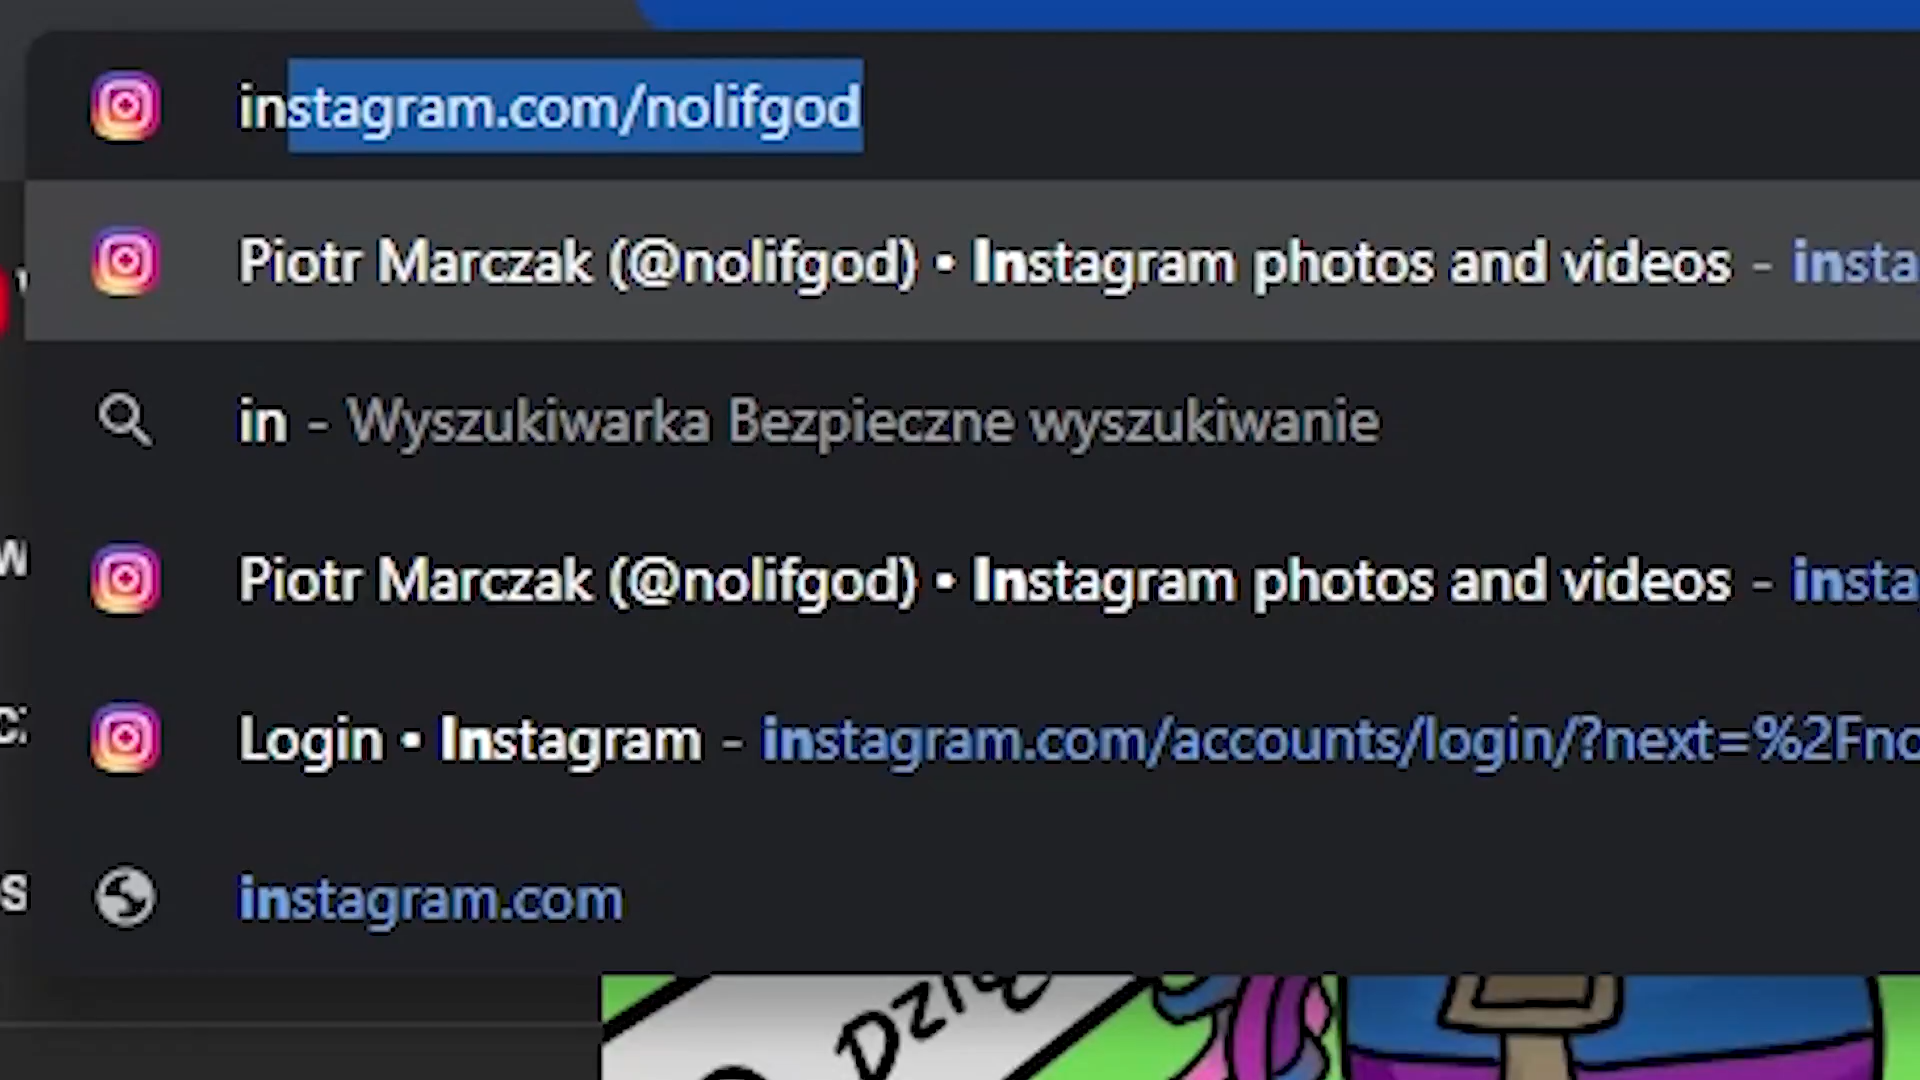 instagram.com/nolifgod
Piotr Marczak (@nolifgod) • Instagram photos and videos - insta
in - Wyszukiwarka Bezpieczne wyszukiwanie
Piotr Marczak (@nolifgod) • Instagram photos and videos - insta
Login • Instagram - instagram.com/accounts/login/?next=%2Fno
instagram.com